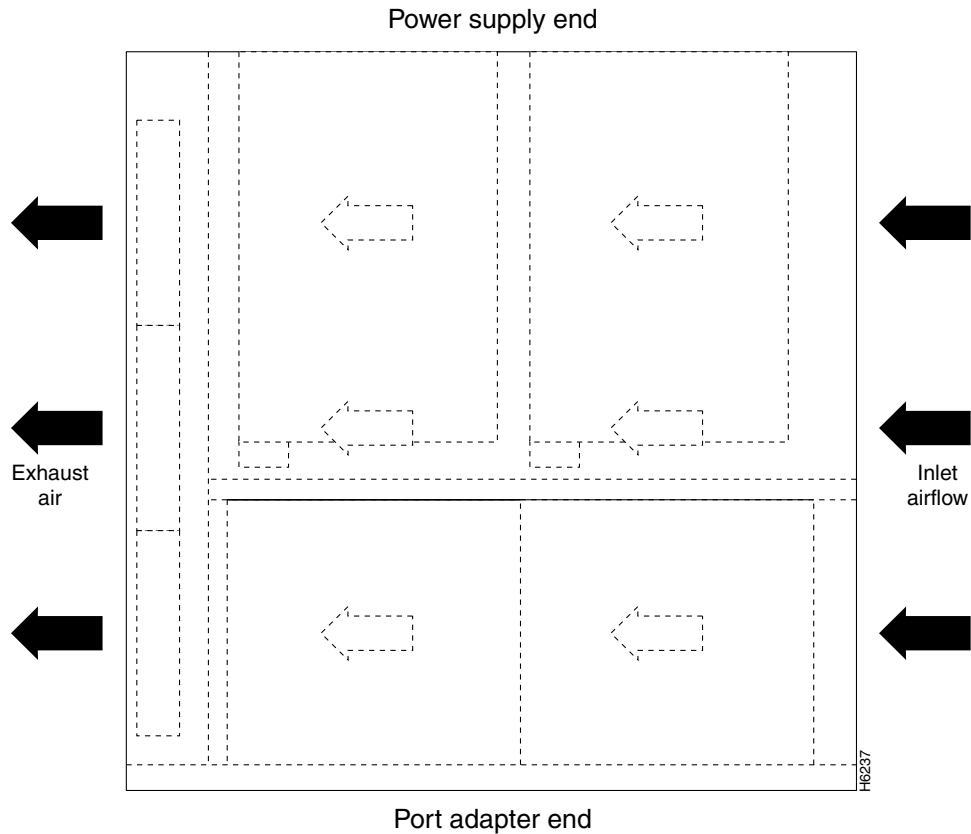 Power supply end
Exhaust
air
Inlet
airflow
H6237
Port adapter end